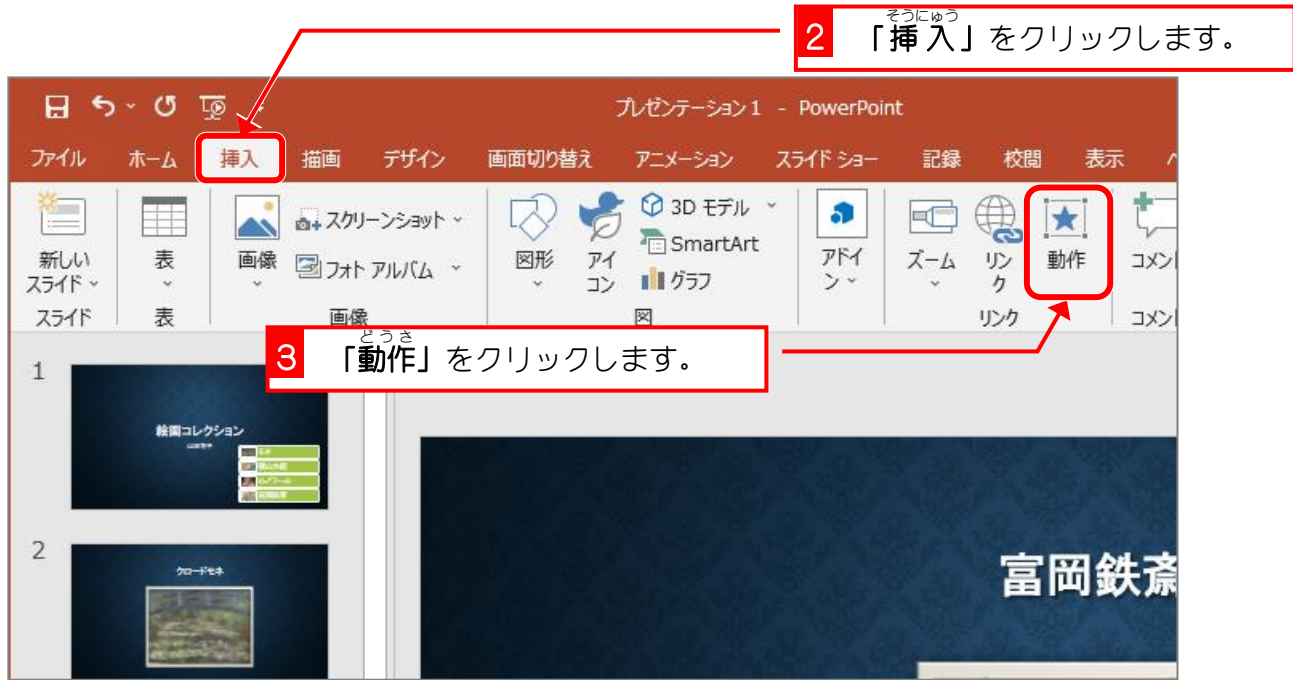 そうにゅう
2 「挿入」をクリックします。
プレゼンテーション1 - PowerPoint
ファイル ホーム 挿入 描画 デザイン 画面切り替え アニメーション スライド ショー 記録 校閲 表示
新しい
スライド
表
画像
スクリーンショット
フォト アルバム
図形
アイ
コン
3D モデル
SmartArt
グラフ
アドイ
ン
ズーム
リン
ク
動作
コメン
スライド 表 画像 図 リンク コメン
どうさ
3 「動作」をクリックします。
1
絵画コレクション
2
クロードモネ
富岡鉄斎